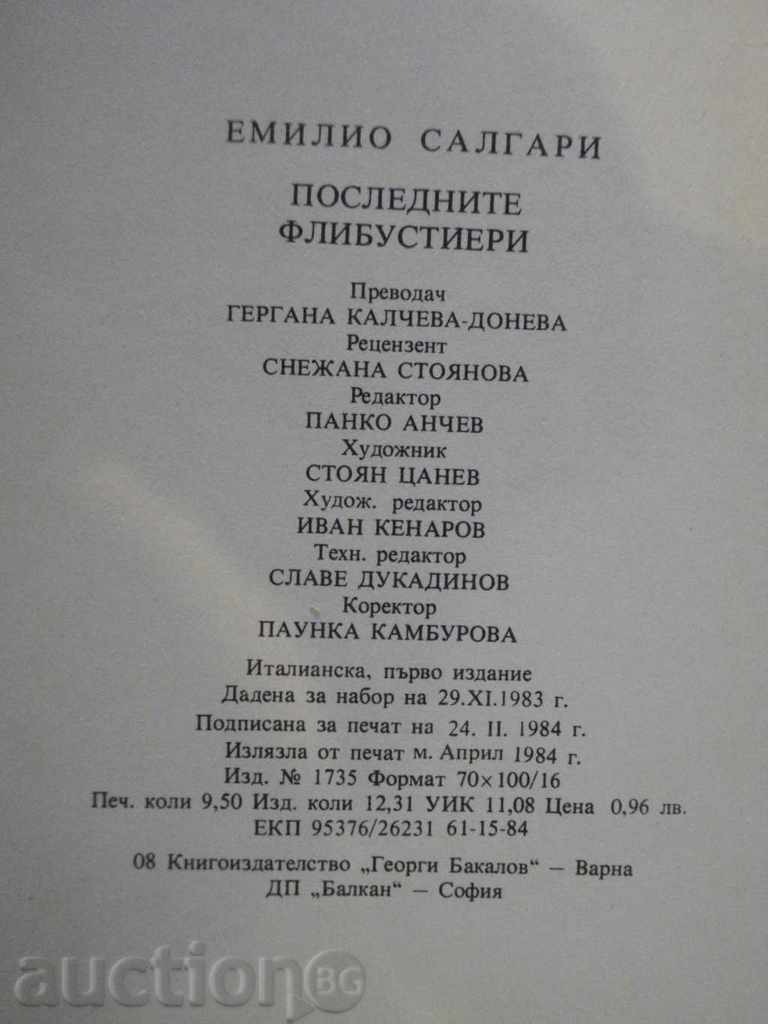 ЕМИЛИО САЛГАРИ
ПОСЛЕДНИТЕ
ФЛИБУСТИЕРИ
Преводач
ГЕРГАНА КАЛЧЕВА-ДОНЕВА
Рецензент
СНЕЖАНА СТОЯНОВА
Редактор
ПАНКО АНЧЕВ
Художник
СТОЯН ЦАНЕВ
Худож. редактор
ИВАН КЕНАРОВ
Техн. редактор
СЛАВЕ ДУКАДИНОВ
Коректор
ПАУНКА КАМБУРОВА
Италианска, първо издание
Дадена за набор на 29.XI.1983 г.
Подписана за печат на 24. II. 1984 г.
Излязла от печат м. Април 1984 г.
Изд. № 1735 Формат 70×100/16
Печ. коли 9,50 Изд. коли 12,31 УИК 11,08 Цена 0,96 лв.
ЕКП 95376/26231 61-15-84
08 Книгоиздателство „Георги Бакалов“ – Варна
ДП „Балкан“ – София
auction BG